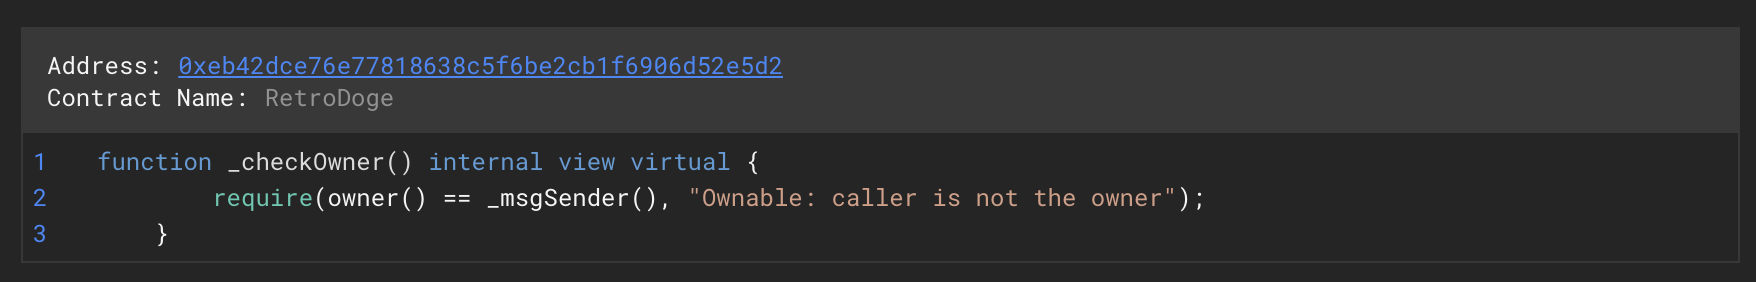 Address: 0xeb42dce76e77818638c5f6be2cb1f6906d52e5d2
Contract Name: RetroDoge
1 function _checkOwner() internal view virtual {
2 require(owner() == _msgSender(), "Ownable: caller is not the owner");
3 }